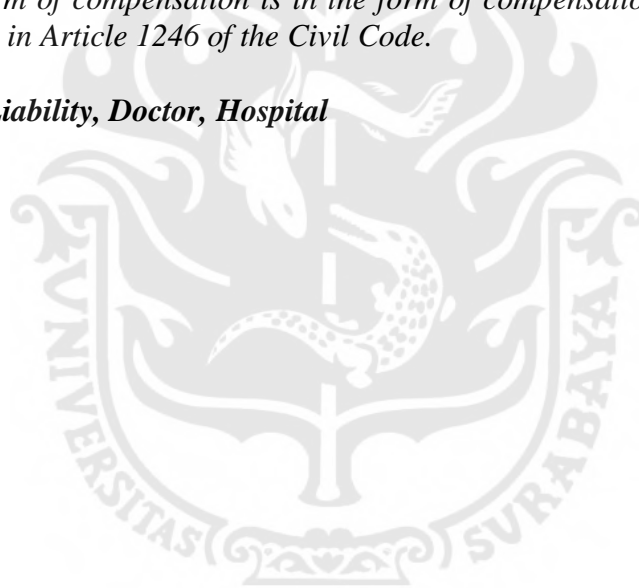 m of compensation is in the form of compensatio
in Article 1246 of the Civil Code.
iability, Doctor, Hospital
UNIVERSITAS SURABAYA